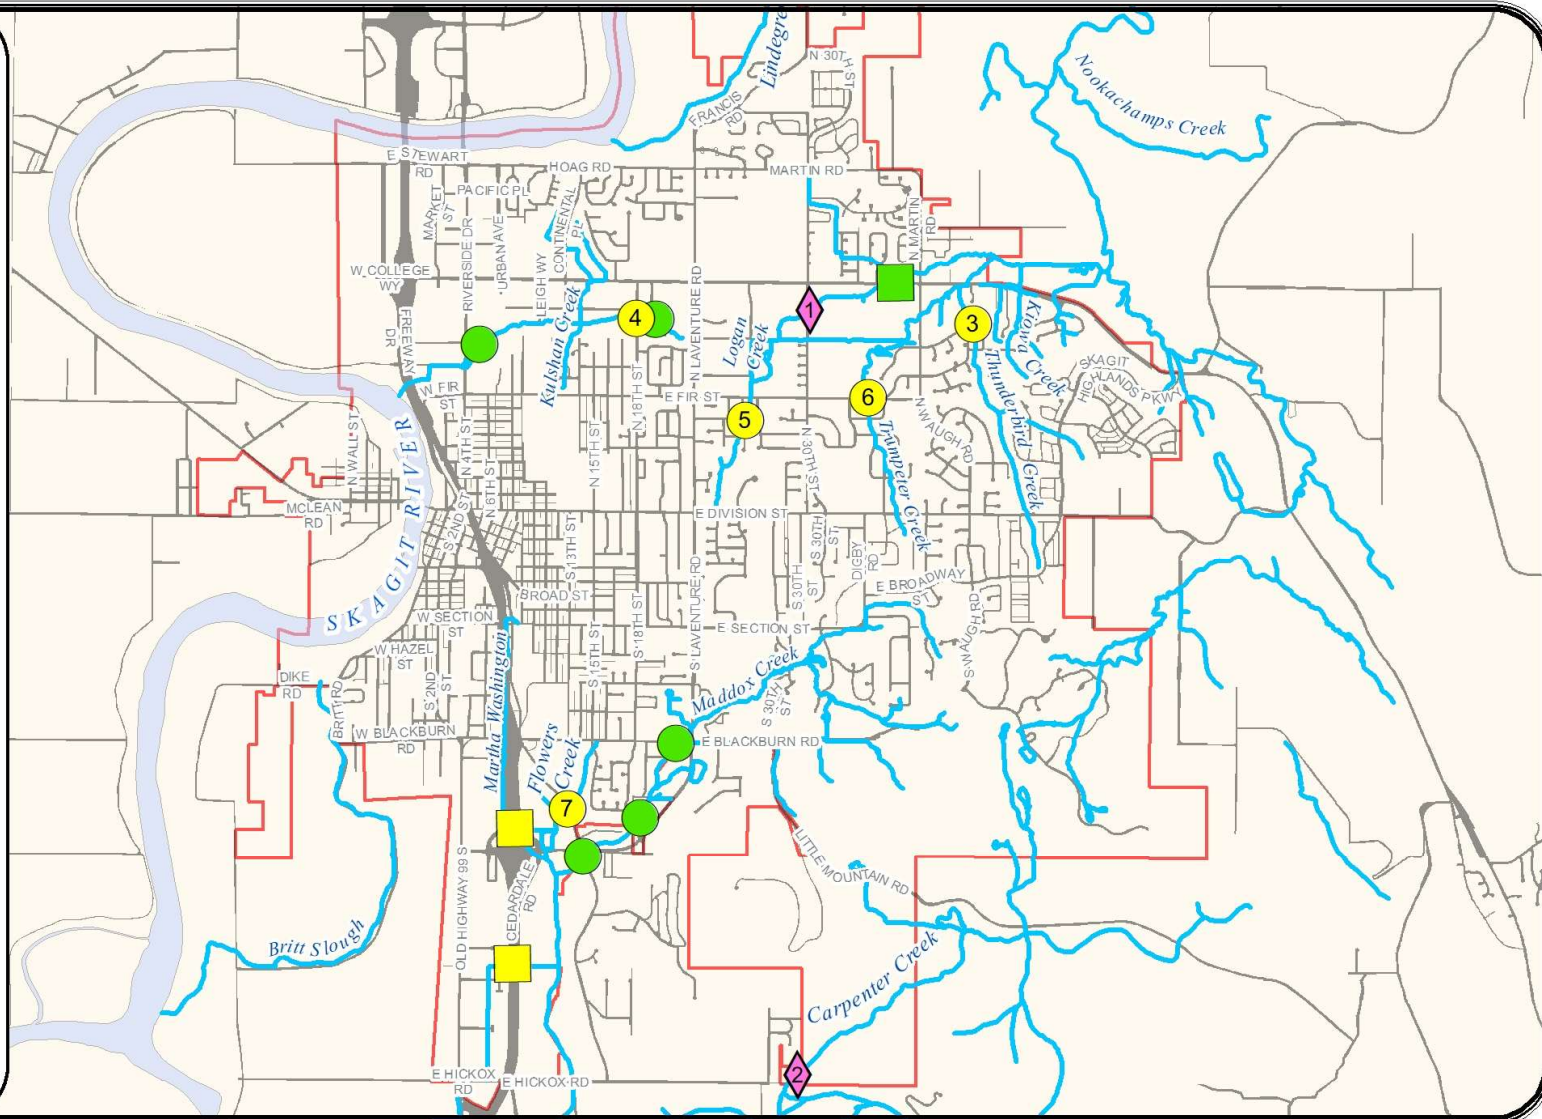 Lindegre
N 30TH ST
Nookachamps Creek
FRANCIS
RD
E STEWART
RD
HOAG RD
MARTIN RD
PACIFIC PL
MARKET
ST
RIVERSIDE DR
URBAN AVE
CONTINENTAL
PL
N MARTIN
RD
W COLLEGE
WY
LEIGH WY
N LAVENTURE RD
1
4
3
FREEWAY
DR
Kulshan Creek
Logan
Creek
Kiowa
Creek
Thunderbird Creek
SKAGIT
HIGHLANDS PKWY
W FIR
ST
N 18TH ST
E FIR ST
6
5
N WALL ST
N 4TH ST
N 6TH ST
N 15TH ST
N 30TH ST
N WAUGH RD
Trumpeter Creek
SKAGIT RIVER
MCLEAN
RD
S 2ND ST
E DIVISION ST
S 13TH ST
S 30TH
ST
DIGBY
RD
E BROADWAY
ST
BROAD ST
S 30TH
ST
W SECTION
ST
S 18TH ST
S LAVENTURE RD
E SECTION ST
S WAUGH RD
W HAZEL
ST
S 15TH ST
DIKE
RD
BRITT RD
S 2ND
ST
Martha Washington
Maddox Creek
S 30TH
ST
W BLACKBURN
RD
Flowers
Creek
E BLACKBURN RD
7
OLD HIGHWAY 99 S
CEDARDALE
RD
LITTLE MOUNTAIN RD
Britt Slough
Carpenter Creek
E HICKOX
RD
E HICKOX RD
2